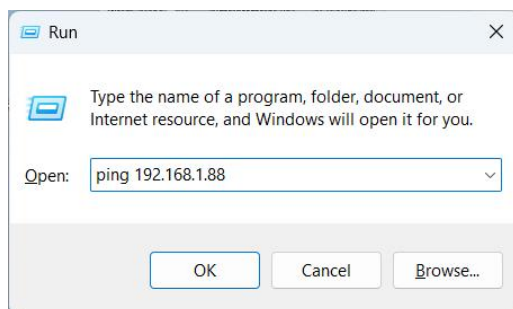 Run
Type the name of a program, folder, document, or
Internet resource, and Windows will open it for you.
Open: ping 192.168.1.88
OK Cancel Browse...